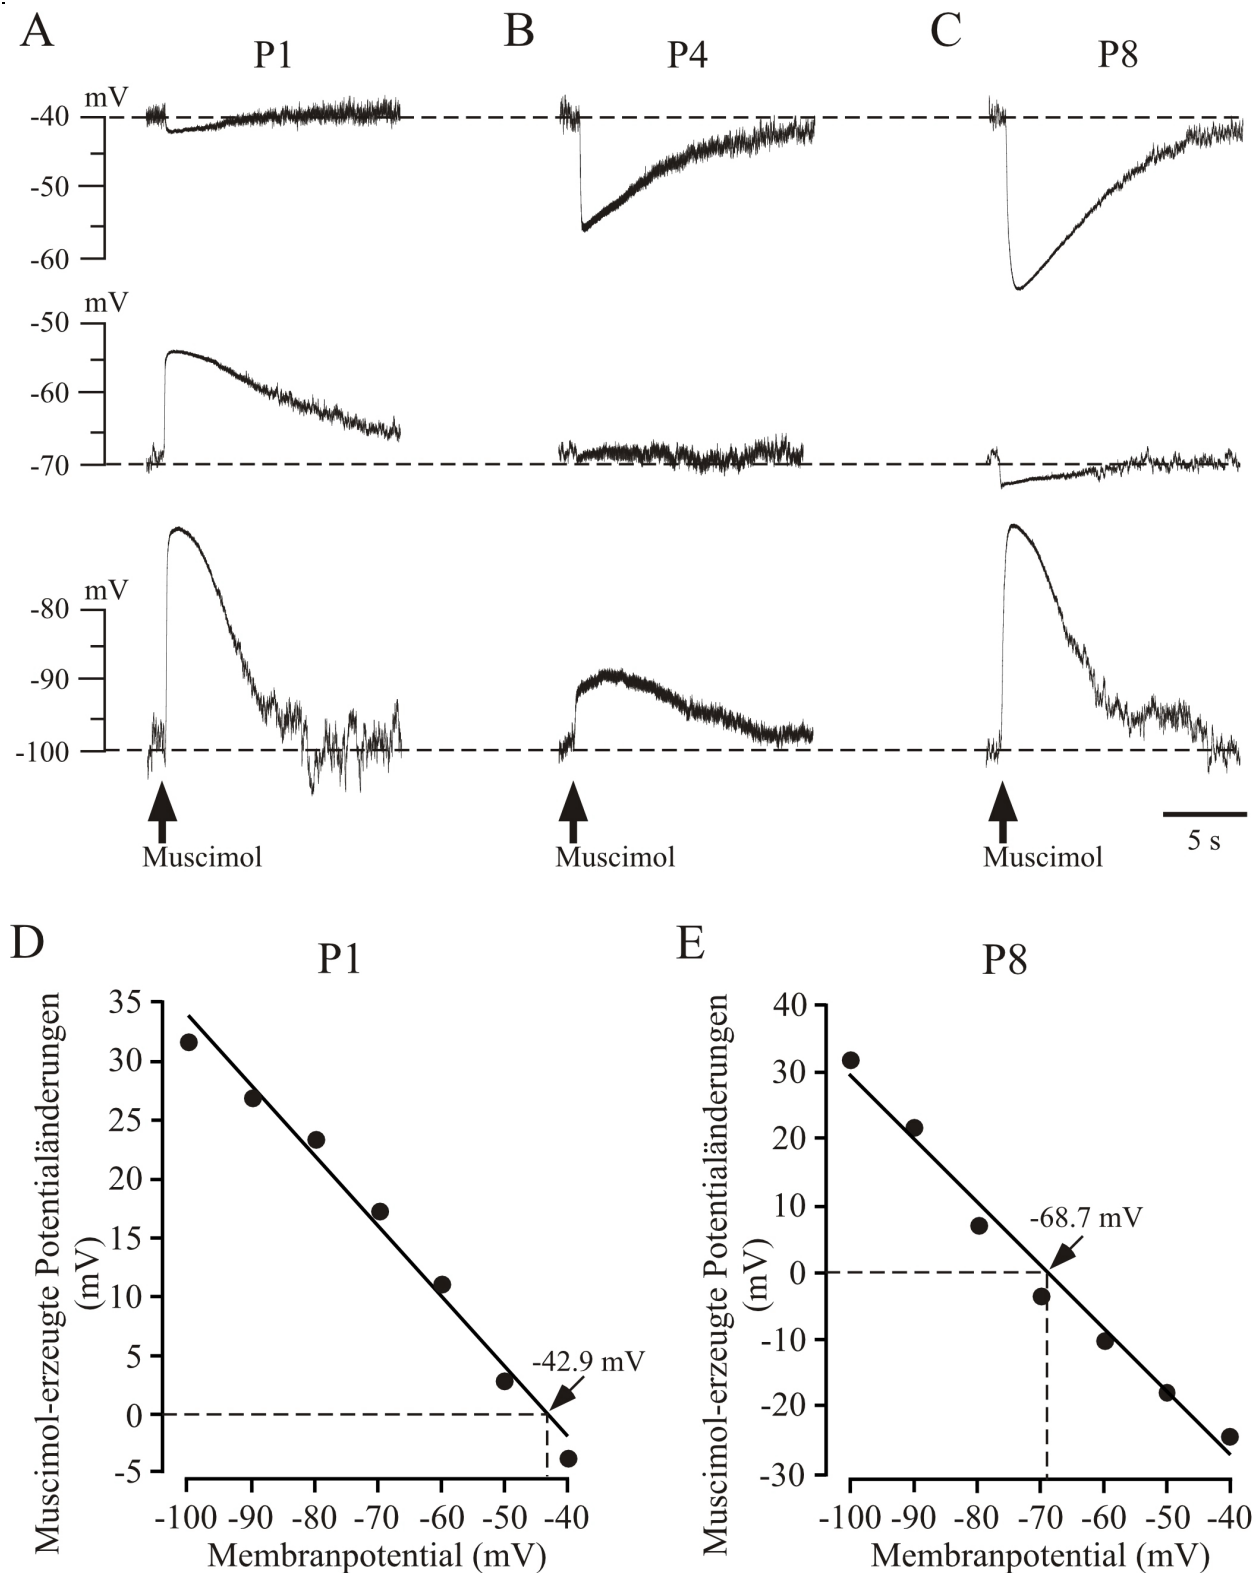 A
B
C
P1
P4
P8
mV
-40
-50
-60
mV
-50
-60
-70
mV
-80
-90
-100
Muscimol
Muscimol
Muscimol
5 s
D
P1
Muscimol-erzeugte Potentialänderungen
(mV)
35
30
25
20
15
10
5
0
-5
-42.9 mV
-100 -90 -80 -70 -60 -50 -40
Membranpotential (mV)
E
P8
Muscimol-erzeugte Potentialänderungen
(mV)
40
30
20
10
0
-10
-20
-30
-68.7 mV
-100 -90 -80 -70 -60 -50 -40
Membranpotential (mV)